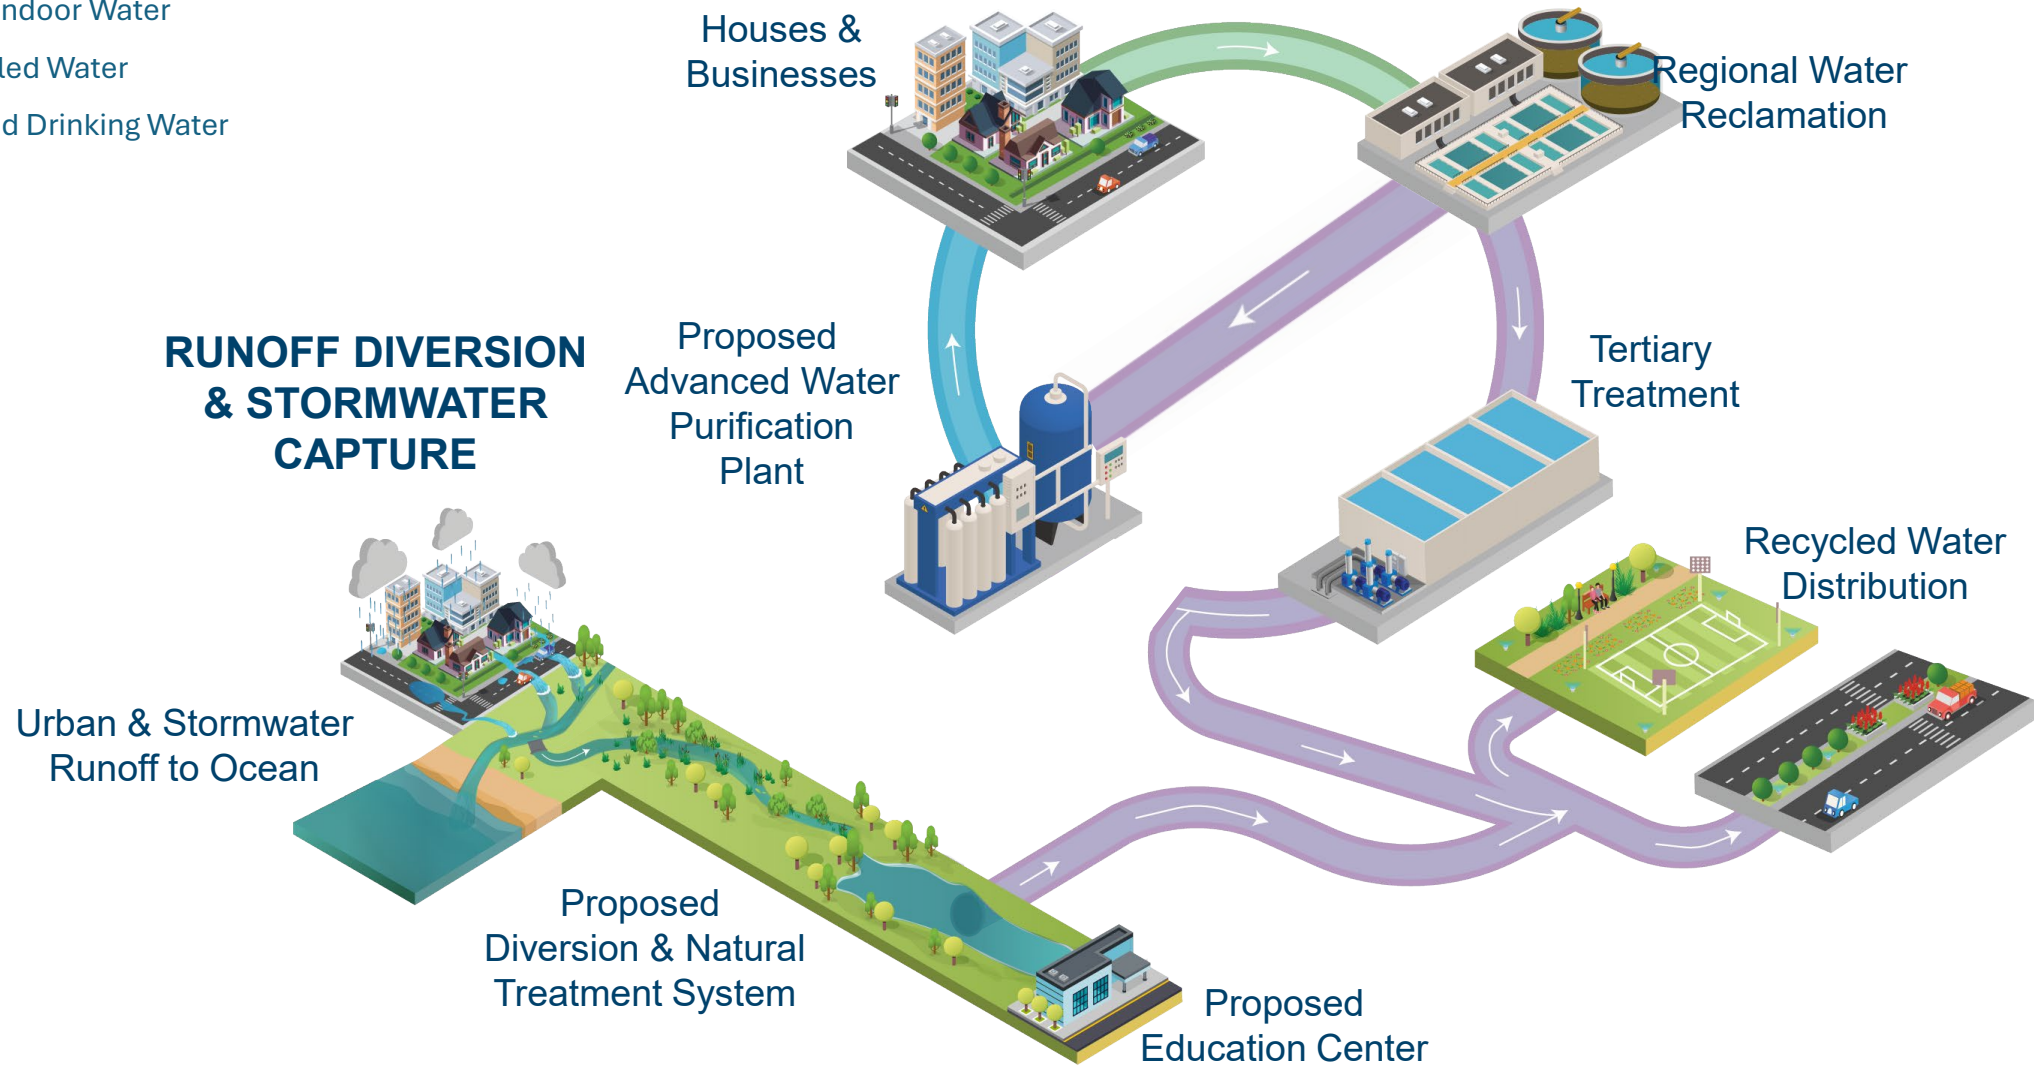 ndoor Water
led Water
d Drinking Water
Houses &
Businesses
Regional Water
Reclamation
RUNOFF DIVERSION
& STORMWATER
CAPTURE
Proposed
Advanced Water
Purification
Plant
Tertiary
Treatment
Recycled Water
Distribution
Urban & Stormwater
Runoff to Ocean
Proposed
Diversion & Natural
Treatment System
Proposed
Education Center